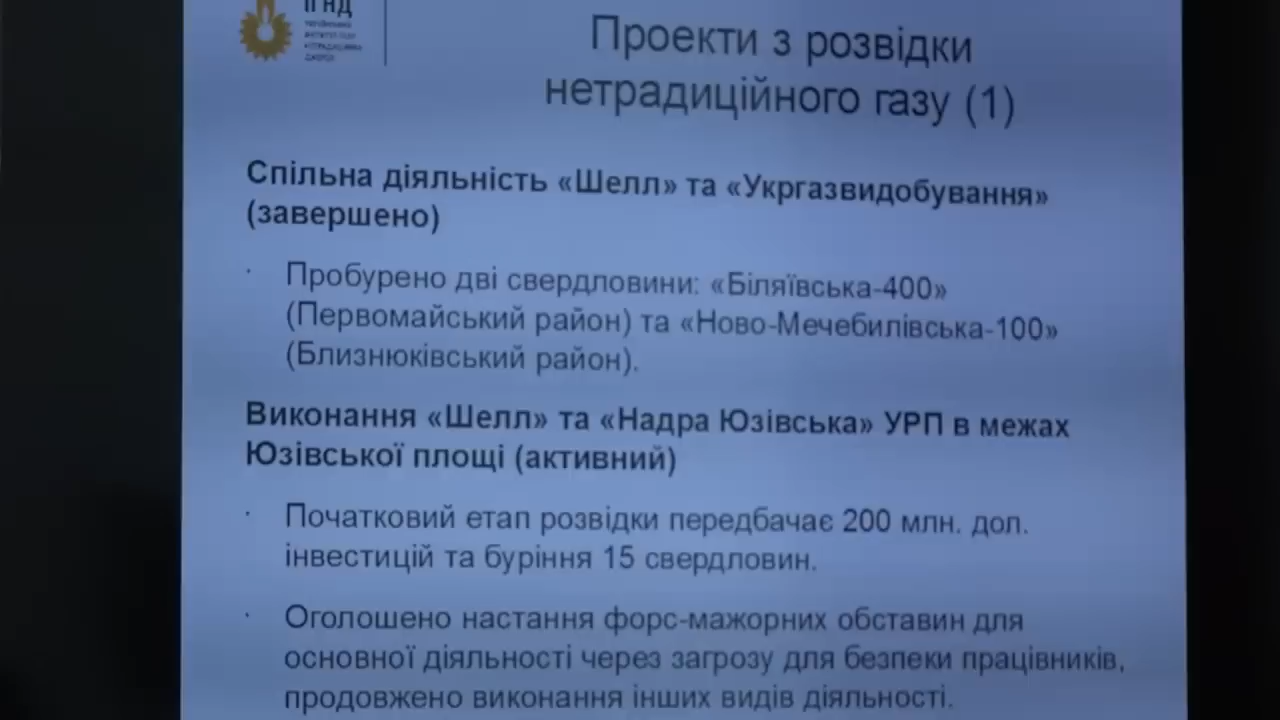 Проекти з розвідки
нетрадиційного газу (1)
Спільна діяльність «Шелл» та «Укргазвидобування»
(завершено)
· Пробурено дві свердловини: «Біляївська-400»
(Первомайський район) та «Ново-Мечебилівська-100»
(Близнюківський район).
Виконання «Шелл» та «Надра Юзівська» УРП в межах
Юзівської площі (активний)
· Початковий етап розвідки передбачає 200 млн. дол.
інвестицій та буріння 15 свердловин.
· Оголошено настання форс-мажорних обставин для
основної діяльності через загрозу для безпеки працівників,
продовжено виконання інших видів діяльності.